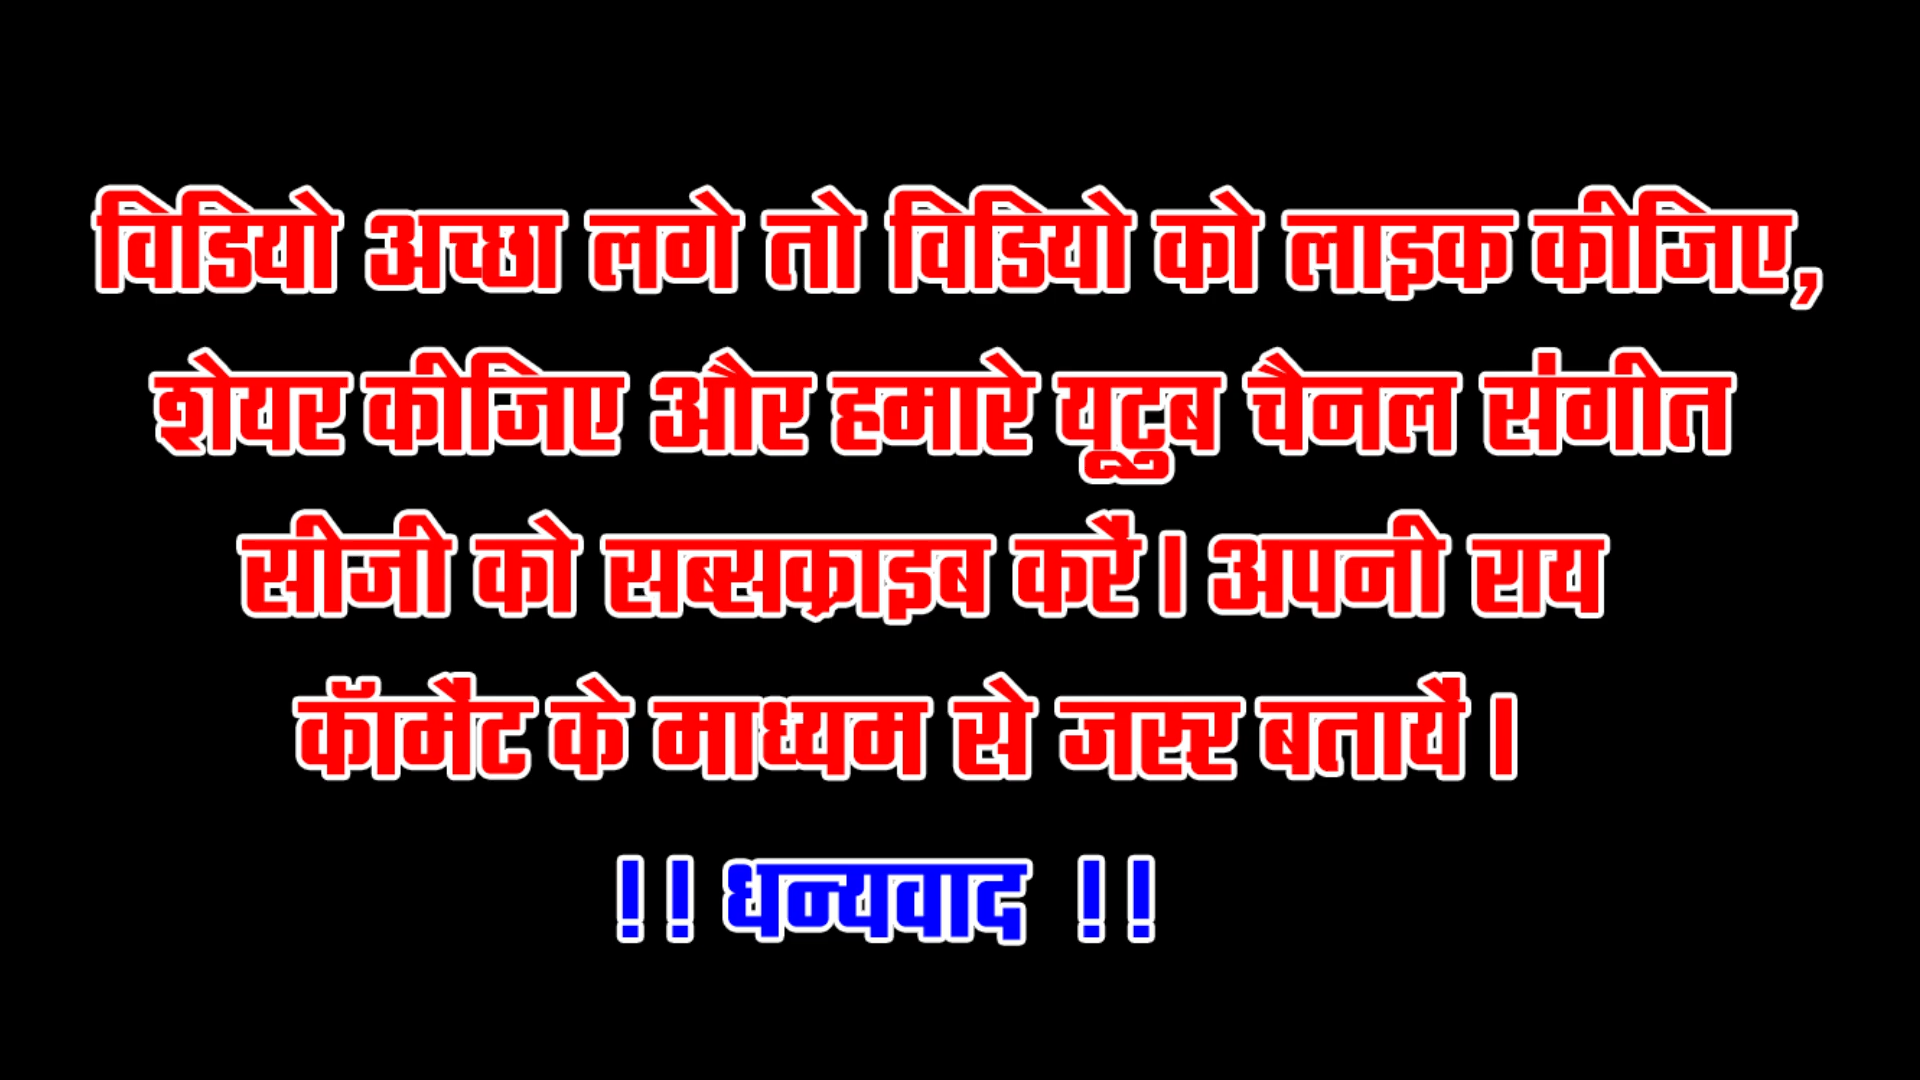 विडियो अच्छा लगे तो विडियो को लाइक कीजिए,
शेयर कीजिए और हमारे यूटुब चैनल संगीत
सीजी को सब्सक्राइब करें। अपनी राय
कॅामेंट के माध्यम से जरुर बतायें।
!! धन्यवाद !!